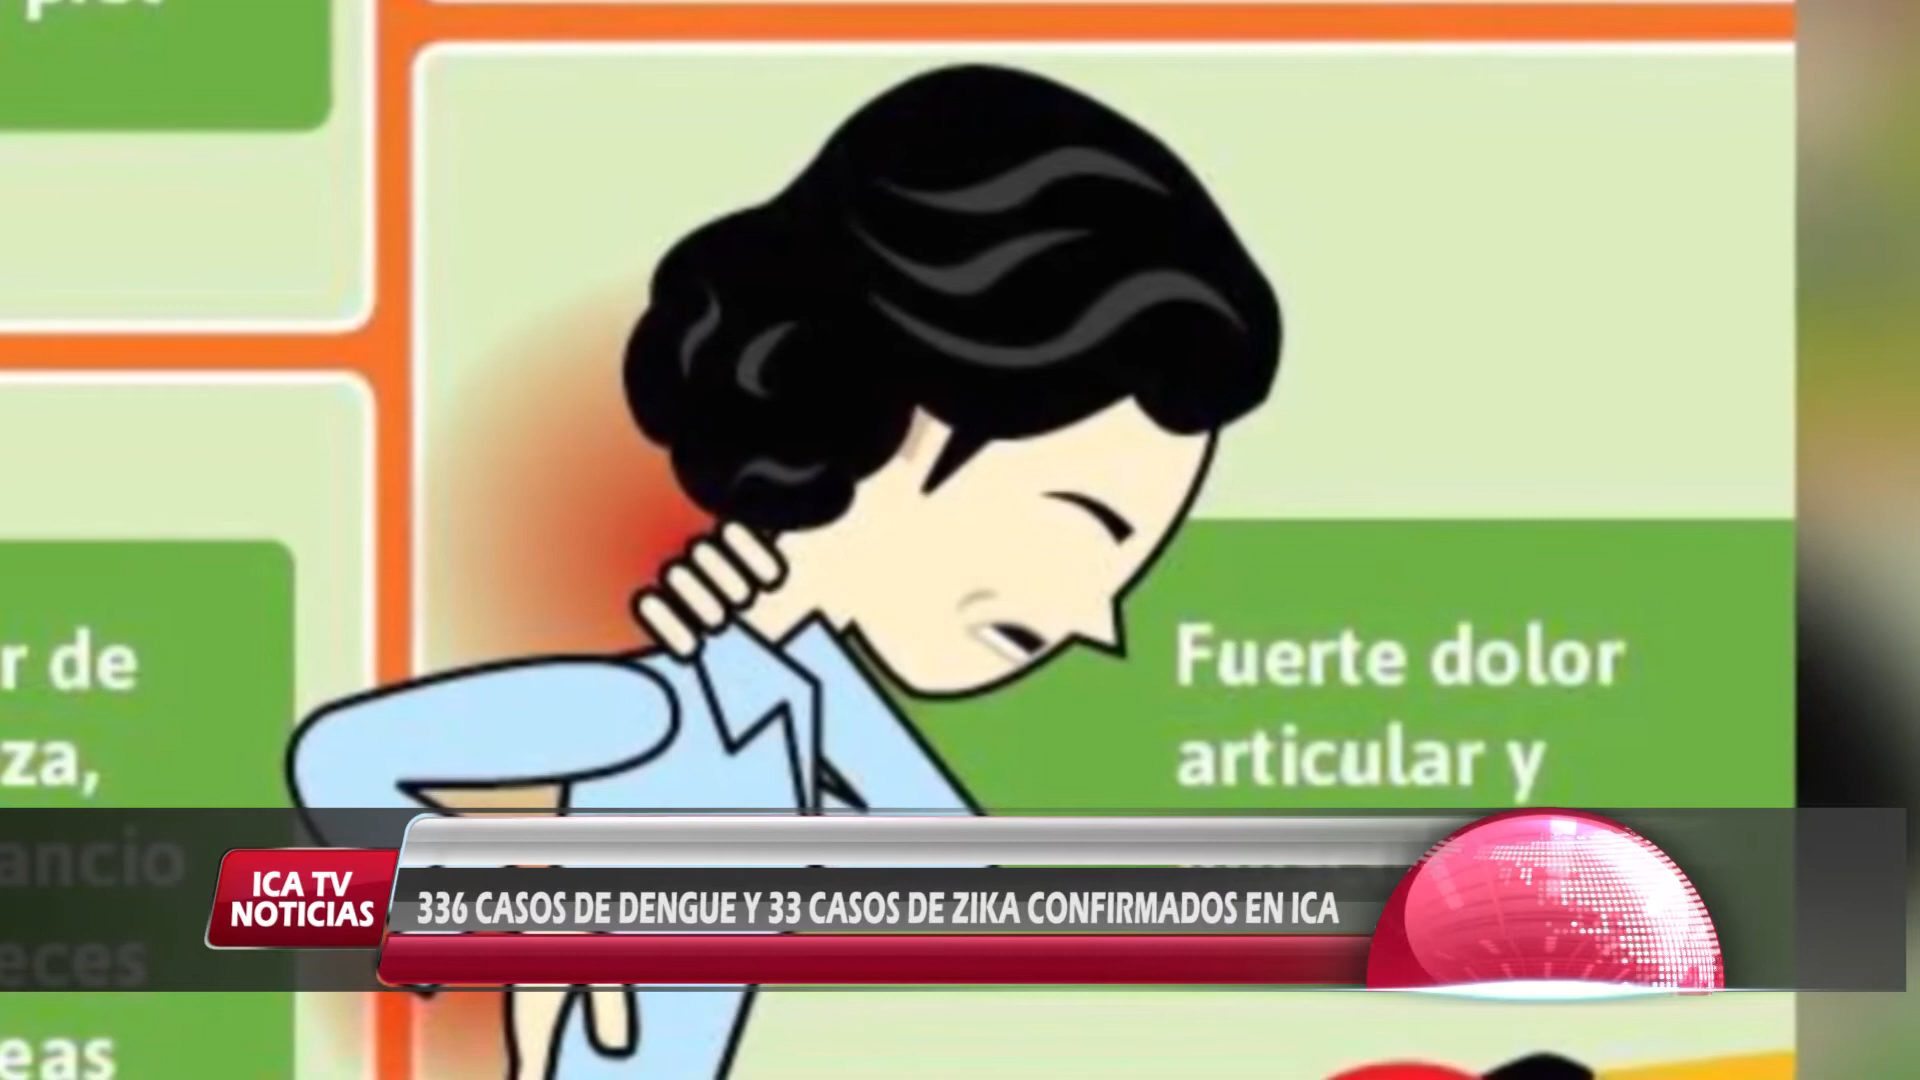 r de
za,
ancio
eces
eas
Fuerte dolor
articular y
ICA TV
NOTICIAS
336 CASOS DE DENGUE Y 33 CASOS DE ZIKA CONFIRMADOS EN ICA